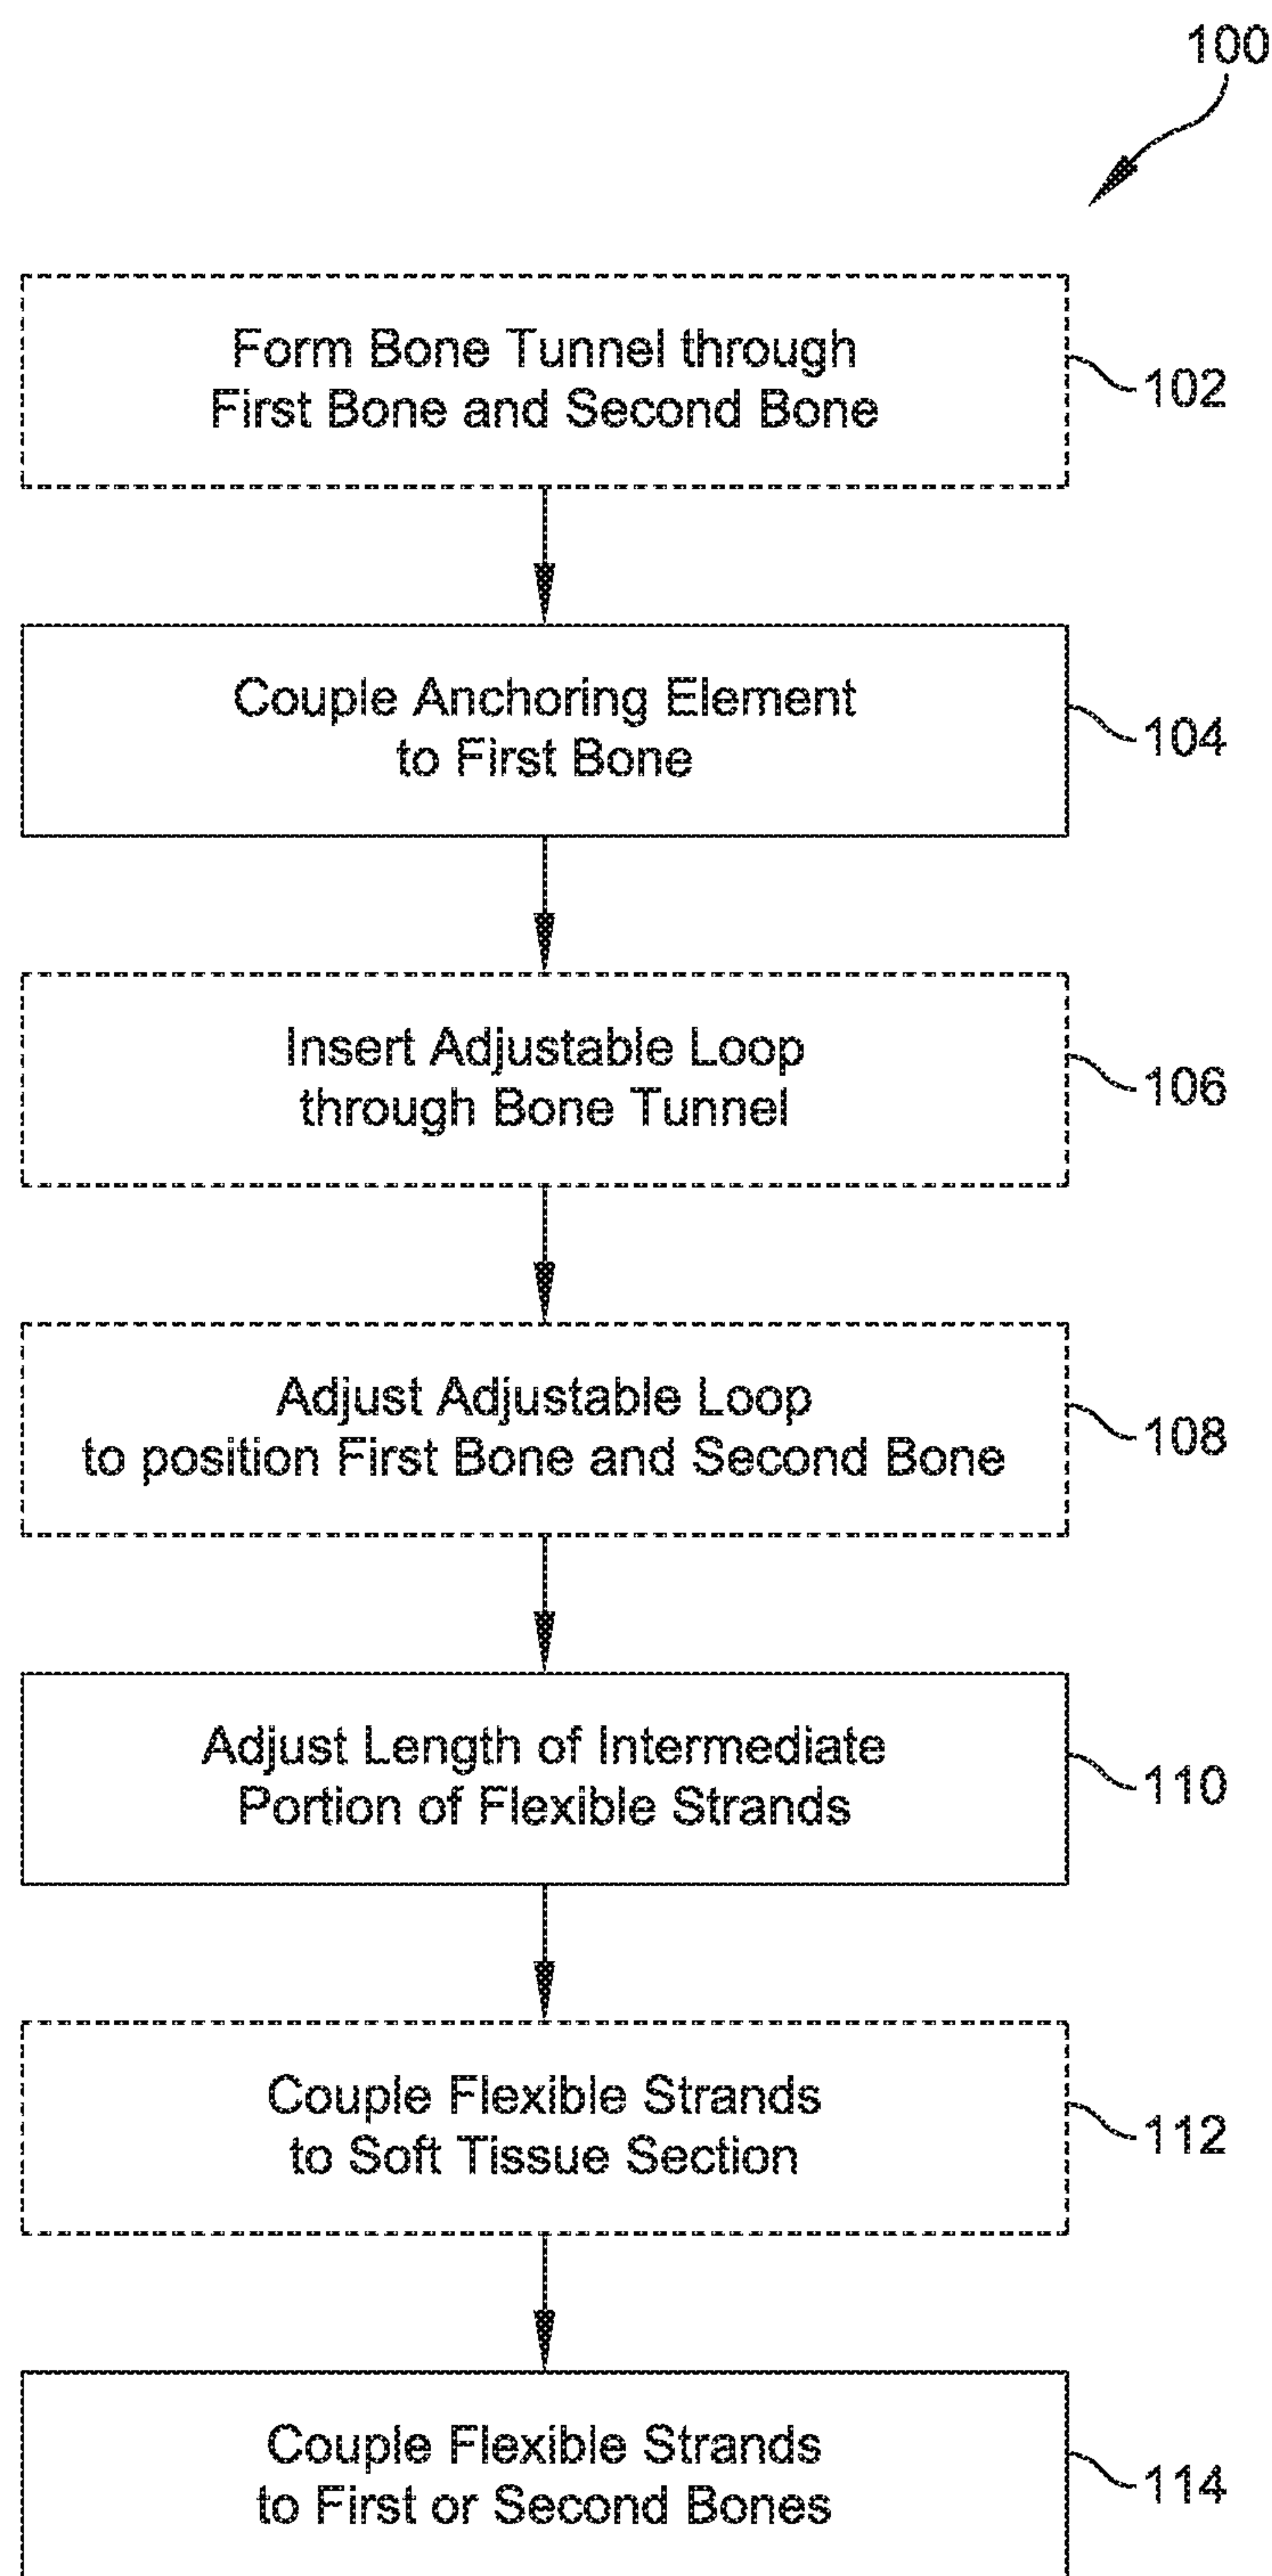 100
Form Bone Tunnel through
First Bone and Second Bone
102
Couple Anchoring Element
to First Bone
104
Insert Adjustable Loop
through Bone Tunnel
106
Adjust Adjustable Loop
to position First Bone and Second Bone
108
Adjust Length of Intermediate
Portion of Flexible Strands
110
Couple Flexible Strands
to Soft Tissue Section
112
Couple Flexible Strands
to First or Second Bones
114